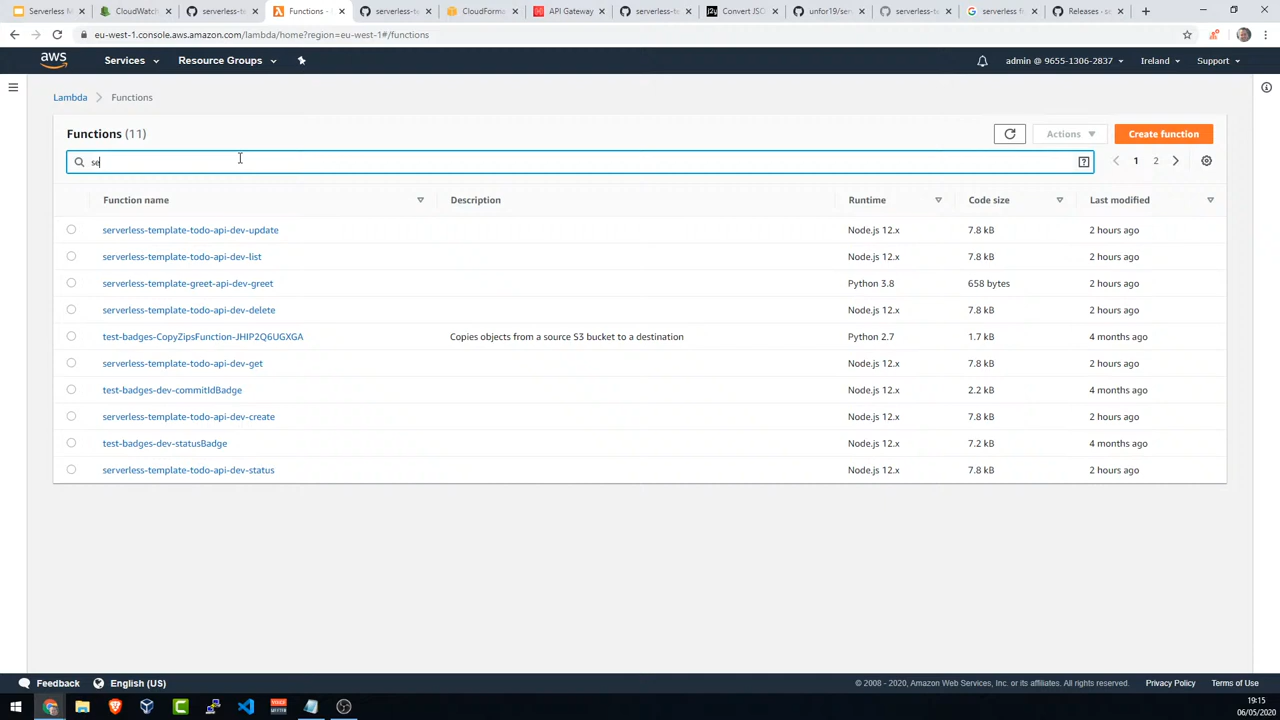 Serverless M
CloudWatch
serverless-to
Functions -
serverless-te
CloudForma
API Gateway
serverless-to
Convert JSO
unfor19/serv
serverless-te
serverless fr
Releases · se
eu-west-1.console.aws.amazon.com/lambda/home?region=eu-west-1#/functions
aws
Services
Resource Groups
admin @ 9655-1306-2837
Ireland
Support
Lambda > Functions
Functions (11)
Actions
Create function
se
1 2
Function name Description Runtime Code size Last modified
serverless-template-todo-api-dev-update Node.js 12.x 7.8 kB 2 hours ago
serverless-template-todo-api-dev-list Node.js 12.x 7.8 kB 2 hours ago
serverless-template-greet-api-dev-greet Python 3.8 658 bytes 2 hours ago
serverless-template-todo-api-dev-delete Node.js 12.x 7.8 kB 2 hours ago
test-badges-CopyZipsFunction-JHIP2Q6UGXGA Copies objects from a source S3 bucket to a destination Python 2.7 1.7 kB 4 months ago
serverless-template-todo-api-dev-get Node.js 12.x 7.8 kB 2 hours ago
test-badges-dev-commitIdBadge Node.js 12.x 2.2 kB 4 months ago
serverless-template-todo-api-dev-create Node.js 12.x 7.8 kB 2 hours ago
test-badges-dev-statusBadge Node.js 12.x 7.2 kB 4 months ago
serverless-template-todo-api-dev-status Node.js 12.x 7.8 kB 2 hours ago
Feedback
English (US)
© 2008 - 2020, Amazon Web Services, Inc. or its affiliates. All rights reserved.
Privacy Policy
Terms of Use
19:15
06/05/2020